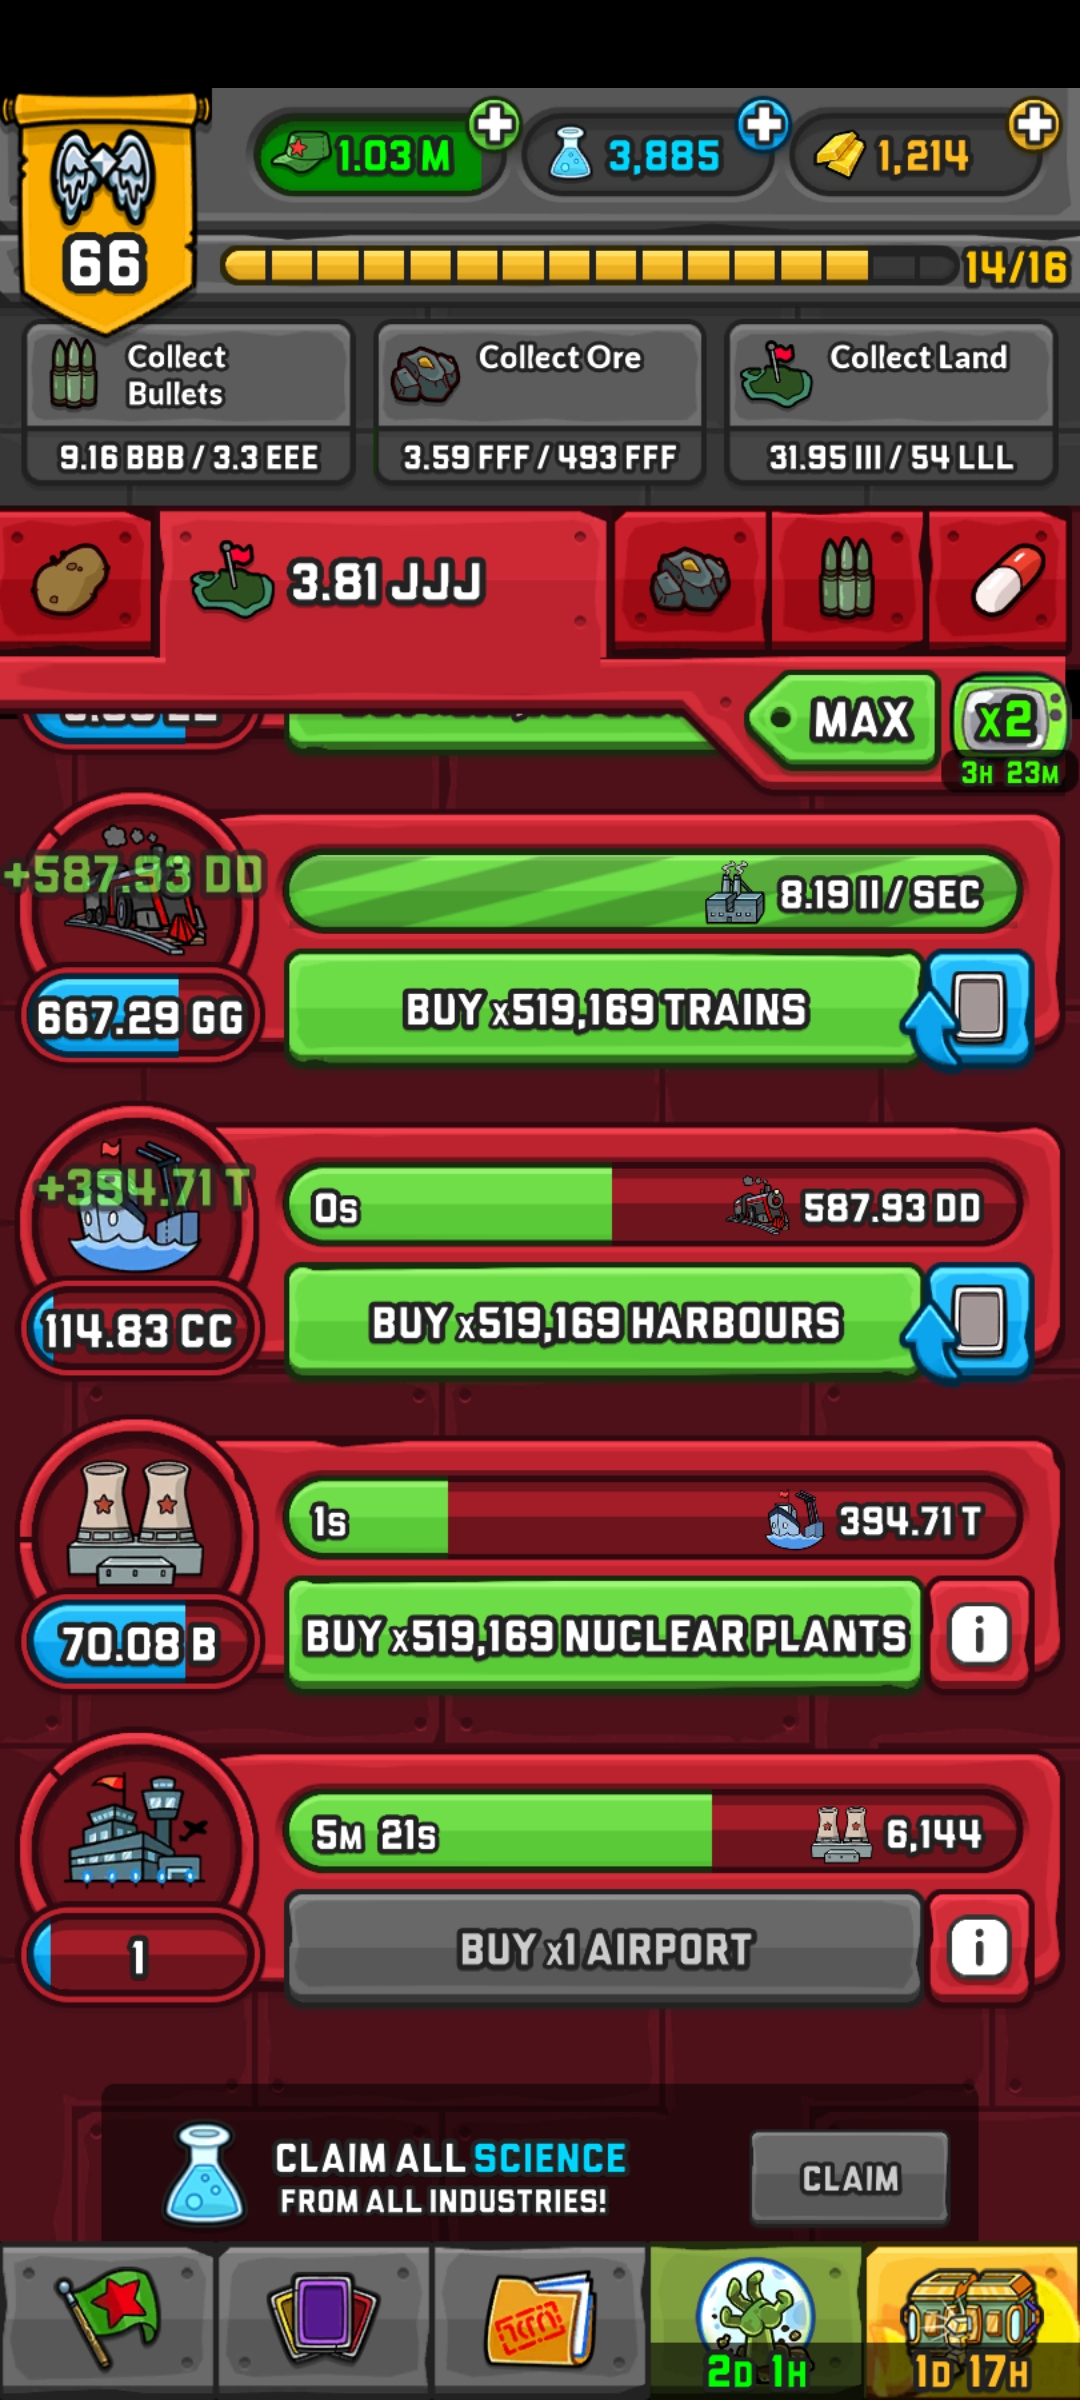 1.03 M
3,885
1,214
66
14/16
Collect
Bullets
9.16 BBB / 3.3 EEE
Collect Ore
3.59 FFF / 493 FFF
Collect Land
31.95 III / 54 LLL
3.81 JJJ
MAX
x2
3H 23M
+587.93 DD
8.19 II / SEC
667.29 GG
BUY x519,169 TRAINS
+394.71 T
0s
587.93 DD
114.83 CC
BUY x519,169 HARBOURS
1s
394.71 T
70.08 B
BUY x519,169 NUCLEAR PLANTS
i
5M 21s
6,144
1
BUY x1 AIRPORT
i
CLAIM ALL SCIENCE
FROM ALL INDUSTRIES!
CLAIM
2D 1H
1D 17H